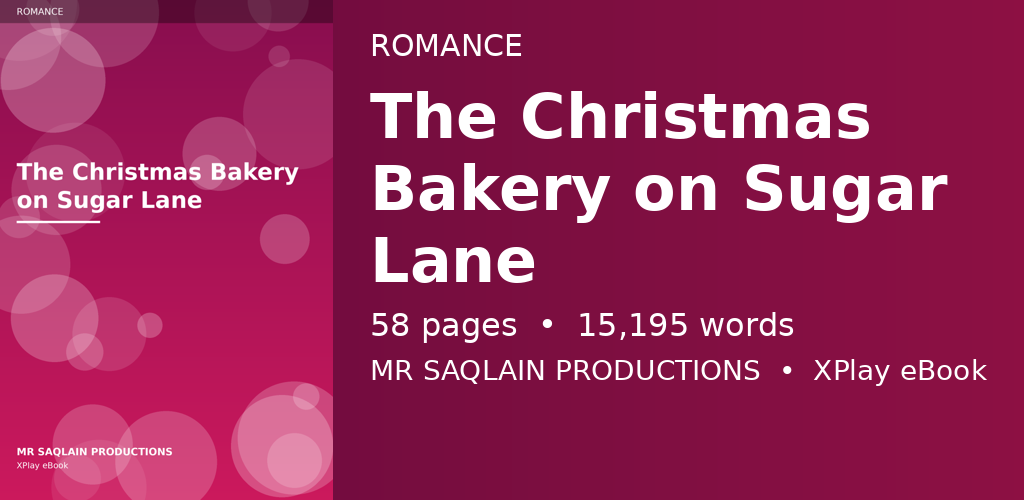 ROMANCE
The Christmas Bakery
on Sugar Lane
MR SAQLAIN PRODUCTIONS
XPlay eBook
ROMANCE
The Christmas
Bakery on Sugar
Lane
58 pages • 15,195 words
MR SAQLAIN PRODUCTIONS • XPlay eBook